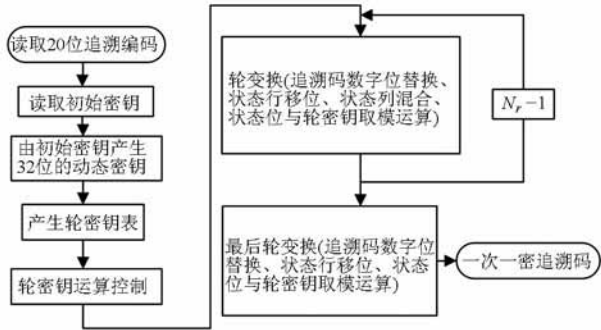 读取20位追溯编码
读取初始密钥
由初始密钥产生
32位的动态密钥
产生轮密钥表
轮密钥运算控制
轮变换(追溯码数字位替换、
状态行移位、状态列混合、
状态位与轮密钥取模运算)
Nr−1
最后轮变换(追溯码数字位
替换、状态行移位、状态
位与轮密钥取模运算)
一次一密追溯码